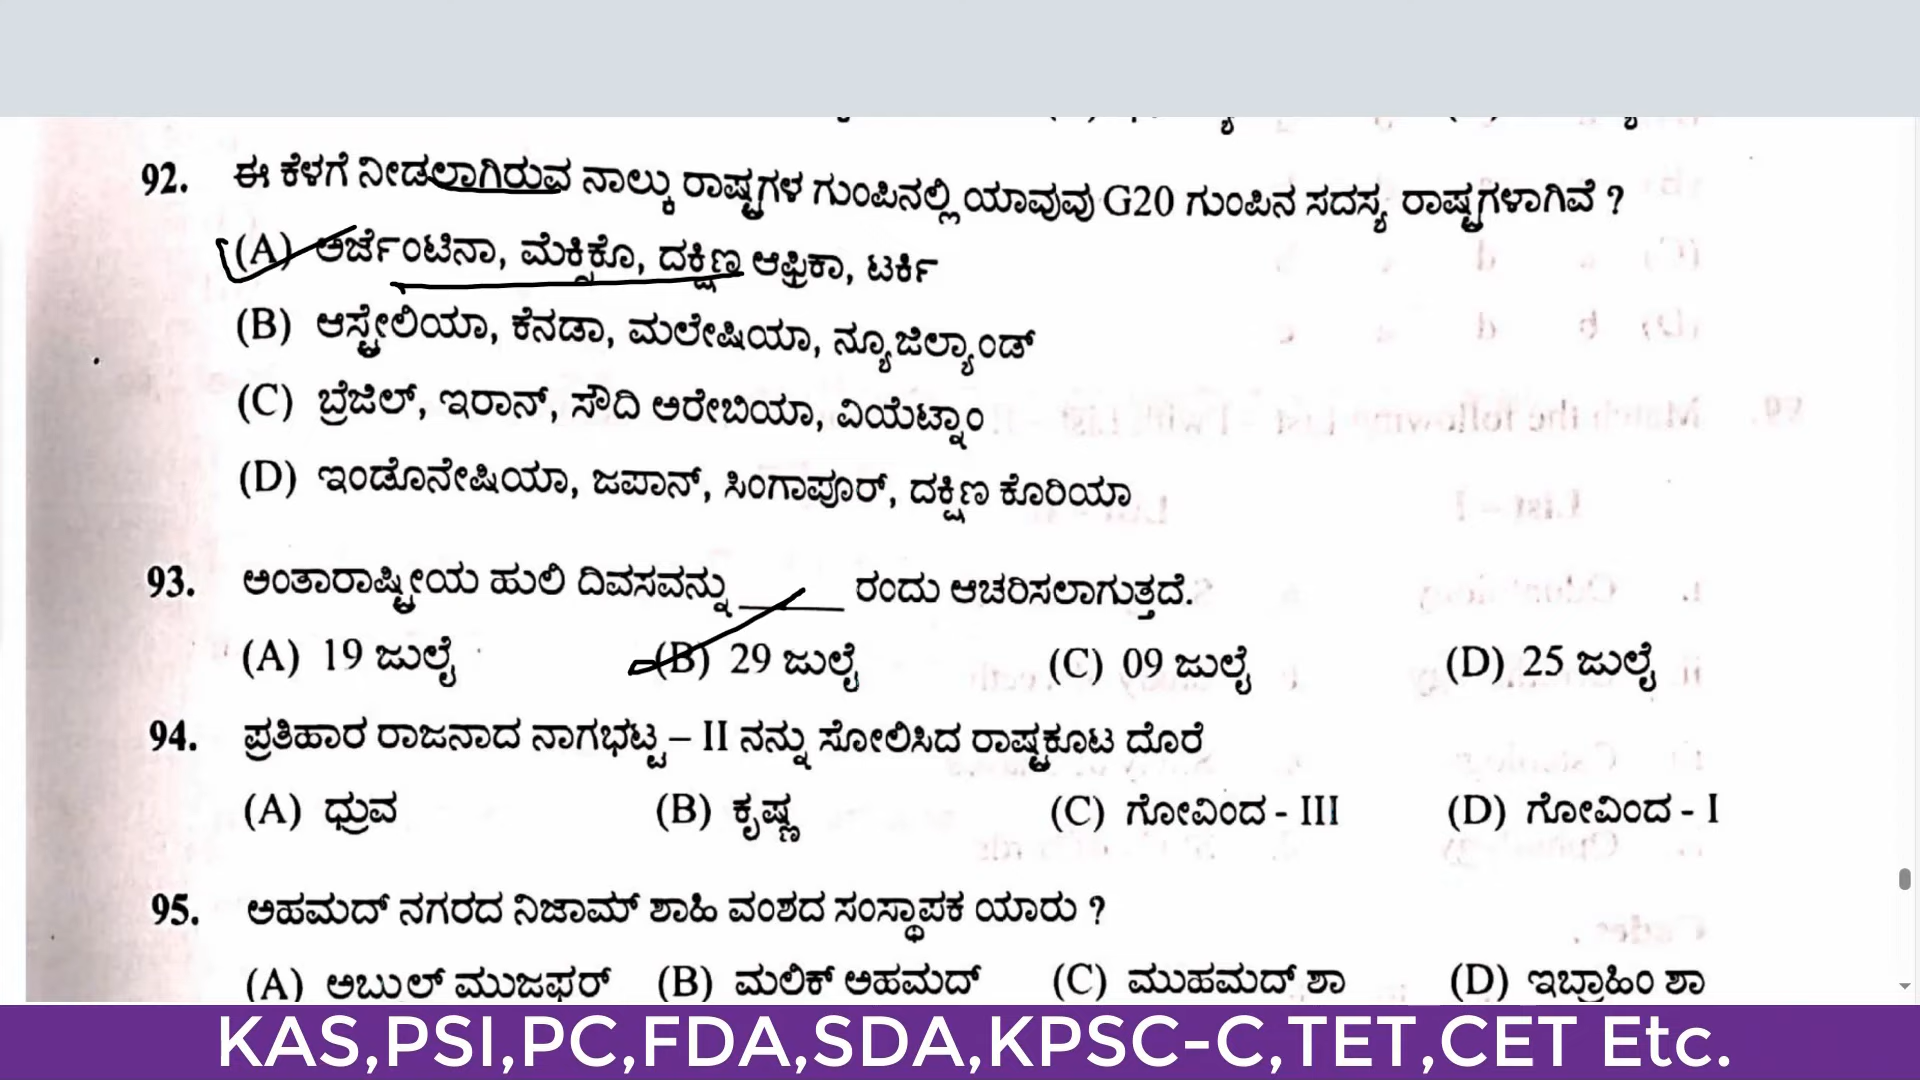 92. ಈ ಕೆಳಗೆ ನೀಡಲಾಗಿರುವ ನಾಲ್ಕು ರಾಷ್ಟ್ರಗಳ ಗುಂಪಿನಲ್ಲಿ ಯಾವುವು G20 ಗುಂಪಿನ ಸದಸ್ಯ ರಾಷ್ಟ್ರಗಳಾಗಿವೆ ?
(A) ಅರ್ಜೆಂಟಿನಾ, ಮೆಕ್ಸಿಕೊ, ದಕ್ಷಿಣ ಆಫ್ರಿಕಾ, ಟರ್ಕಿ
(B) ಆಸ್ಟ್ರೇಲಿಯಾ, ಕೆನಡಾ, ಮಲೇಷಿಯಾ, ನ್ಯೂಜಿಲ್ಯಾಂಡ್
(C) ಬ್ರೆಜಿಲ್, ಇರಾನ್, ಸೌದಿ ಅರೇಬಿಯಾ, ವಿಯೆಟ್ನಾಂ
(D) ಇಂಡೊನೇಷಿಯಾ, ಜಪಾನ್, ಸಿಂಗಾಪೂರ್, ದಕ್ಷಿಣ ಕೊರಿಯಾ
93. ಅಂತಾರಾಷ್ಟ್ರೀಯ ಹುಲಿ ದಿವಸವನ್ನು ______ ರಂದು ಆಚರಿಸಲಾಗುತ್ತದೆ.
(A) 19 ಜುಲೈ (B) 29 ಜುಲೈ (C) 09 ಜುಲೈ (D) 25 ಜುಲೈ
94. ಪ್ರತಿಹಾರ ರಾಜನಾದ ನಾಗಭಟ್ಟ – II ನನ್ನು ಸೋಲಿಸಿದ ರಾಷ್ಟ್ರಕೂಟ ದೊರೆ
(A) ಧ್ರುವ (B) ಕೃಷ್ಣ (C) ಗೋವಿಂದ - III (D) ಗೋವಿಂದ - I
95. ಅಹಮದ್ ನಗರದ ನಿಜಾಮ್ ಶಾಹಿ ವಂಶದ ಸಂಸ್ಥಾಪಕ ಯಾರು ?
(A) ಅಬುಲ್ ಮುಜಫರ್ (B) ಮಲಿಕ್ ಅಹಮದ್ (C) ಮುಹಮದ್ ಶಾ (D) ಇಬ್ರಾಹಿಂ ಶಾ
KAS,PSI,PC,FDA,SDA,KPSC-C,TET,CET Etc.